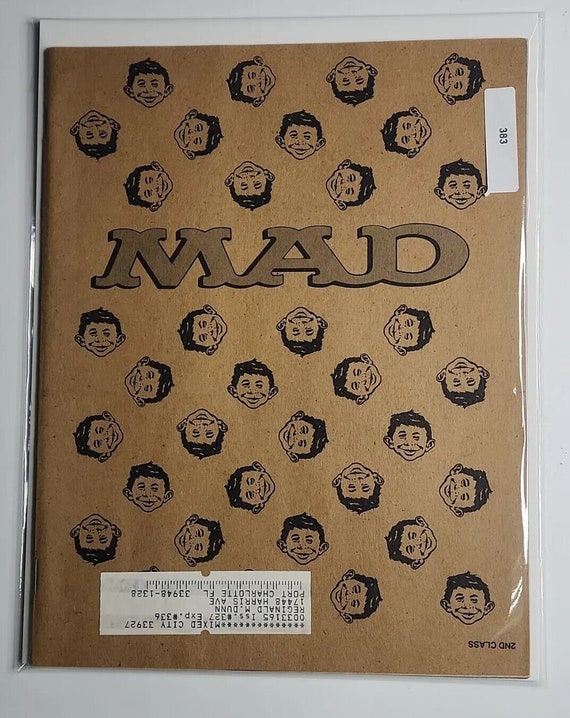 383
MAD
***********MIXED CITY 33927
0033165 Iss.#327 Exp.#336
REGINALD M.DUNN
17448 HARRIS AVE
PORT CHARLOTTE FL 33948-1328
2ND CLASS